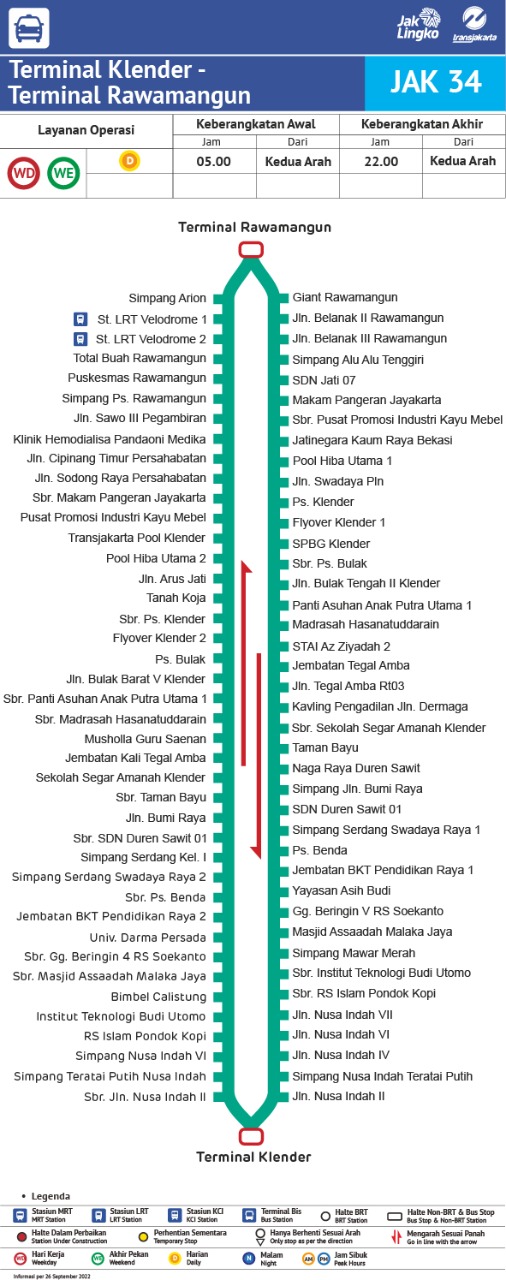 Jak Lingko
transjakarta
Terminal Klender -
Terminal Rawamangun
JAK 34
Layanan Operasi
Keberangkatan Awal
Keberangkatan Akhir
Jam
Dari
Jam
Dari
WD
WE
D
05.00
Kedua Arah
22.00
Kedua Arah
Terminal Rawamangun
Simpang Arion
St. LRT Velodrome 1
St. LRT Velodrome 2
Total Buah Rawamangun
Puskesmas Rawamangun
Simpang Ps. Rawamangun
Jln. Sawo III Pegambiran
Klinik Hemodialisa Pandaoni Medika
Jln. Cipinang Timur Persahabatan
Jln. Sodong Raya Persahabatan
Sbr. Makam Pangeran Jayakarta
Pusat Promosi Industri Kayu Mebel
Transjakarta Pool Klender
Pool Hiba Utama 2
Jln. Arus Jati
Tanah Koja
Sbr. Ps. Klender
Flyover Klender 2
Ps. Bulak
Jln. Bulak Barat V Klender
Sbr. Panti Asuhan Anak Putra Utama 1
Sbr. Madrasah Hasanatuddarain
Musholla Guru Saenan
Jembatan Kali Tegal Amba
Sekolah Segar Amanah Klender
Sbr. Taman Bayu
Jln. Bumi Raya
Sbr. SDN Duren Sawit 01
Simpang Serdang Kel. I
Simpang Serdang Swadaya Raya 2
Sbr. Ps. Benda
Jembatan BKT Pendidikan Raya 2
Univ. Darma Persada
Sbr. Gg. Beringin 4 RS Soekanto
Sbr. Masjid Assaadah Malaka Jaya
Bimbel Calistung
Institut Teknologi Budi Utomo
RS Islam Pondok Kopi
Simpang Nusa Indah VI
Simpang Teratai Putih Nusa Indah
Sbr. Jln. Nusa Indah II
Giant Rawamangun
Jln. Belanak II Rawamangun
Jln. Belanak III Rawamangun
Simpang Alu Alu Tenggiri
SDN Jati 07
Makam Pangeran Jayakarta
Sbr. Pusat Promosi Industri Kayu Mebel
Jatinegara Kaum Raya Bekasi
Pool Hiba Utama 1
Jln. Swadaya Pln
Ps. Klender
Flyover Klender 1
SPBG Klender
Sbr. Ps. Bulak
Jln. Bulak Tengah II Klender
Panti Asuhan Anak Putra Utama 1
Madrasah Hasanatuddarain
STAI Az Ziyadah 2
Jembatan Tegal Amba
Jln. Tegal Amba Rt03
Kavling Pengadilan Jln. Dermaga
Sbr. Sekolah Segar Amanah Klender
Taman Bayu
Naga Raya Duren Sawit
Simpang Jln. Bumi Raya
SDN Duren Sawit 01
Simpang Serdang Swadaya Raya 1
Ps. Benda
Jembatan BKT Pendidikan Raya 1
Yayasan Asih Budi
Gg. Beringin V RS Soekanto
Masjid Assaadah Malaka Jaya
Simpang Mawar Merah
Sbr. Institut Teknologi Budi Utomo
Sbr. RS Islam Pondok Kopi
Jln. Nusa Indah VII
Jln. Nusa Indah VI
Jln. Nusa Indah IV
Simpang Nusa Indah Teratai Putih
Jln. Nusa Indah II
Terminal Klender
• Legenda
Stasiun MRT
MRT Station
Stasiun LRT
LRT Station
Stasiun KCI
KCI Station
Terminal Bis
Bus Station
Halte BRT
BRT Station
Halte Non-BRT & Bus Stop
Bus Stop & Non-BRT Station
Halte Dalam Perbaikan
Station Under Construction
Perhentian Sementara
Temporary Stop
Hanya Berhenti Sesuai Arah
Only stop as per the direction
Mengarah Sesuai Panah
Go in line with the arrow
WD
Hari Kerja
Weekday
WE
Akhir Pekan
Weekend
D
Harian
Daily
N
Malam
Night
AM
PM
Jam Sibuk
Peak Hours
Informasi per 26 September 2022